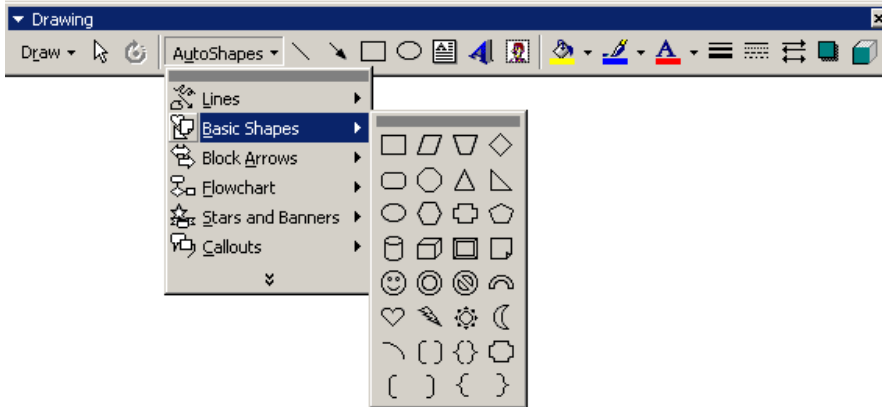 Drawing
Draw AutoShapes A
Lines
Basic Shapes
Block Arrows
Flowchart
Stars and Banners
Callouts